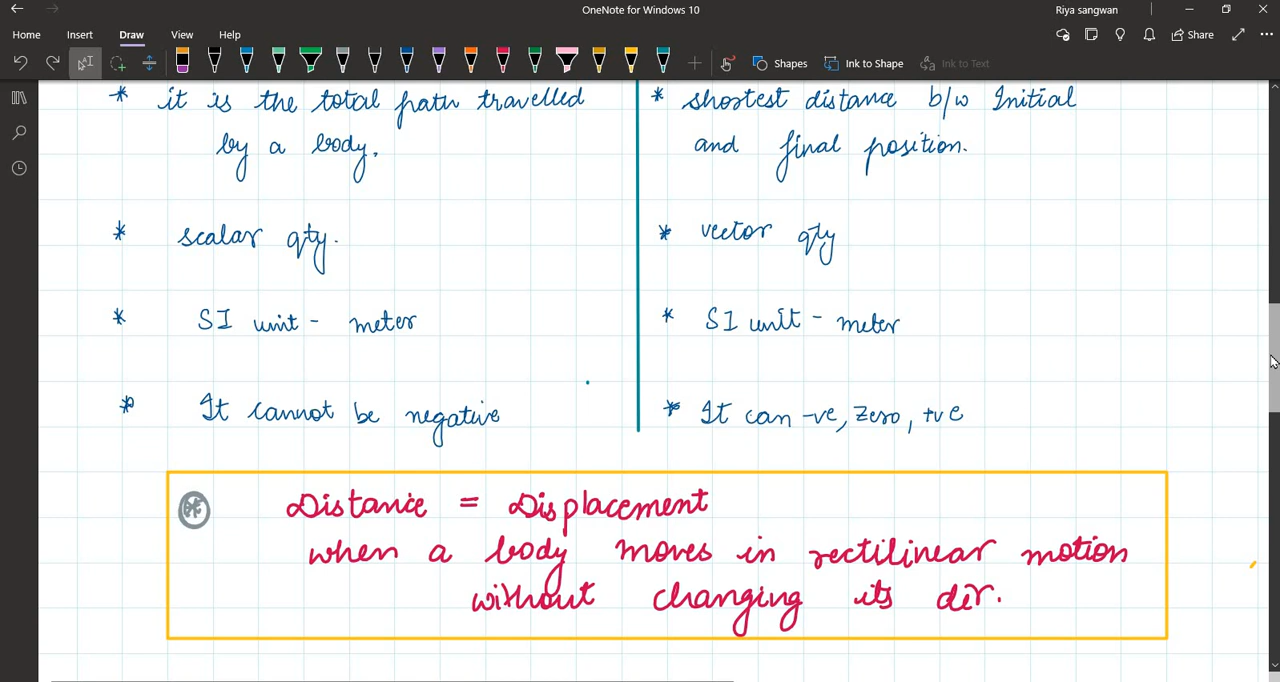 OneNote for Windows 10
Riya sangwan
Home Insert Draw View Help
Share
Shapes Ink to Shape Ink to Text
* it is the total path travelled
by a body.
* scalar qty.
* SI unit - meter
* It cannot be negative
* shortest distance b/w Initial
and final position.
* vector qty
* SI unit - meter
* It can -ve, zero, +ve
* Distance = Displacement
when a body moves in rectilinear motion
without changing its dir.